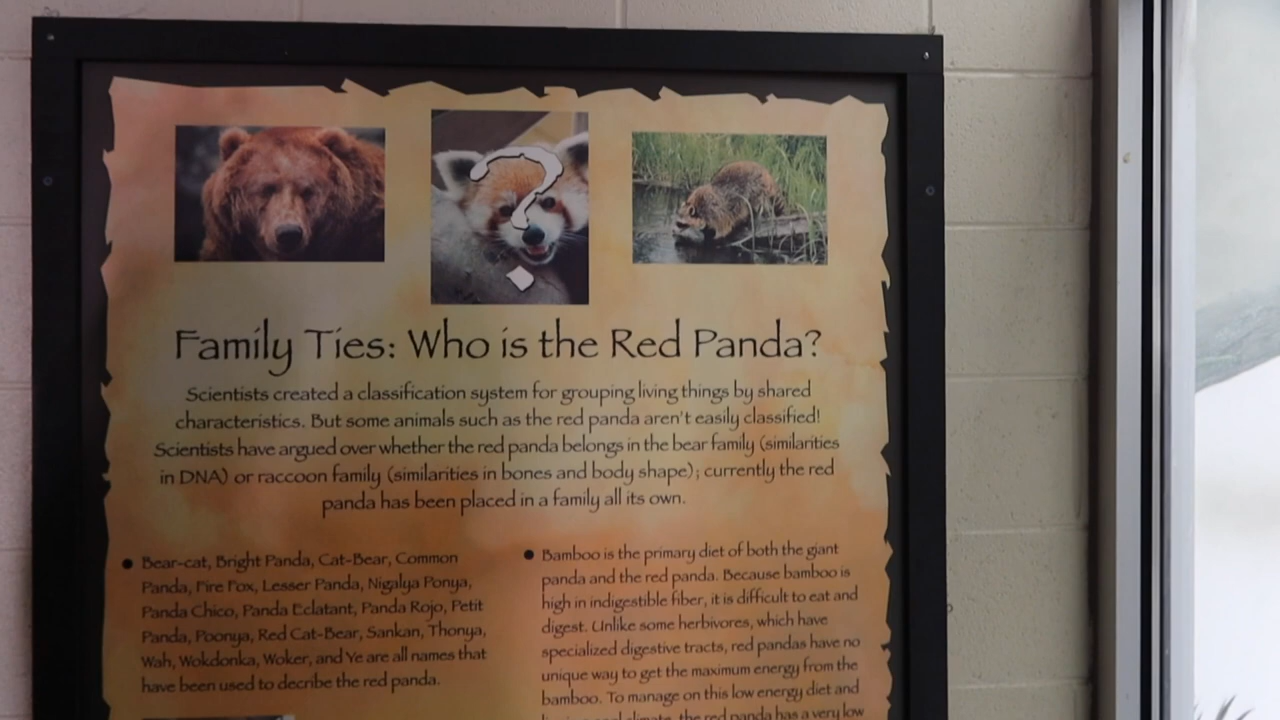 ?
Family Ties: Who is the Red Panda?
Scientists created a classification system for grouping living things by shared
characteristics. But some animals such as the red panda aren't easily classified!
Scientists have argued over whether the red panda belongs in the bear family (similarities
in DNA) or raccoon family (similarities in bones and body shape); currently the red
panda has been placed in a family all its own.
• Bear-cat, Bright Panda, Cat-Bear, Common
Panda, Fire Fox, Lesser Panda, Nigalya Ponya,
Panda Chico, Panda Eclatant, Panda Rojo, Petit
Panda, Poonya, Red Cat-Bear, Sankan, Thonya,
Wah, Wokdonka, Woker, and Ye are all names that
have been used to decribe the red panda.
• Bamboo is the primary diet of both the giant
panda and the red panda. Because bamboo is
high in indigestible fiber, it is difficult to eat and
digest. Unlike some herbivores, which have
specialized digestive tracts, red pandas have no
unique way to get the maximum energy from the
bamboo. To manage on this low energy diet and
climate, the red panda has a very low